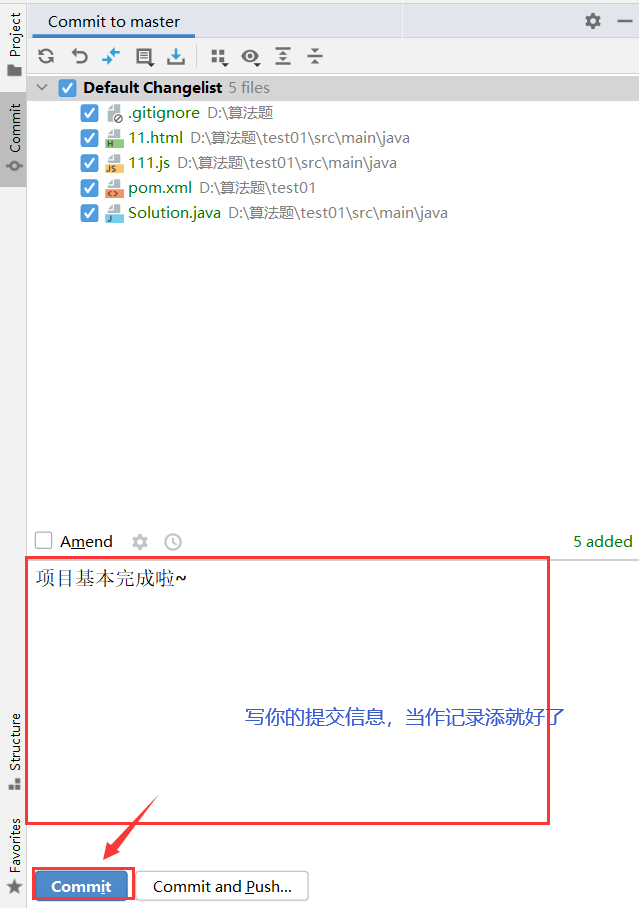 Commit to master
Project
Commit
Default Changelist 5 files
.gitignore D:\算法题
11.html D:\算法题\test01\src\main\java
111.js D:\算法题\test01\src\main\java
pom.xml D:\算法题\test01
Solution.java D:\算法题\test01\src\main\java
Amend
5 added
项目基本完成啦~
写你的提交信息，当作记录添就好了
Structure
Favorites
Commit
Commit and Push...